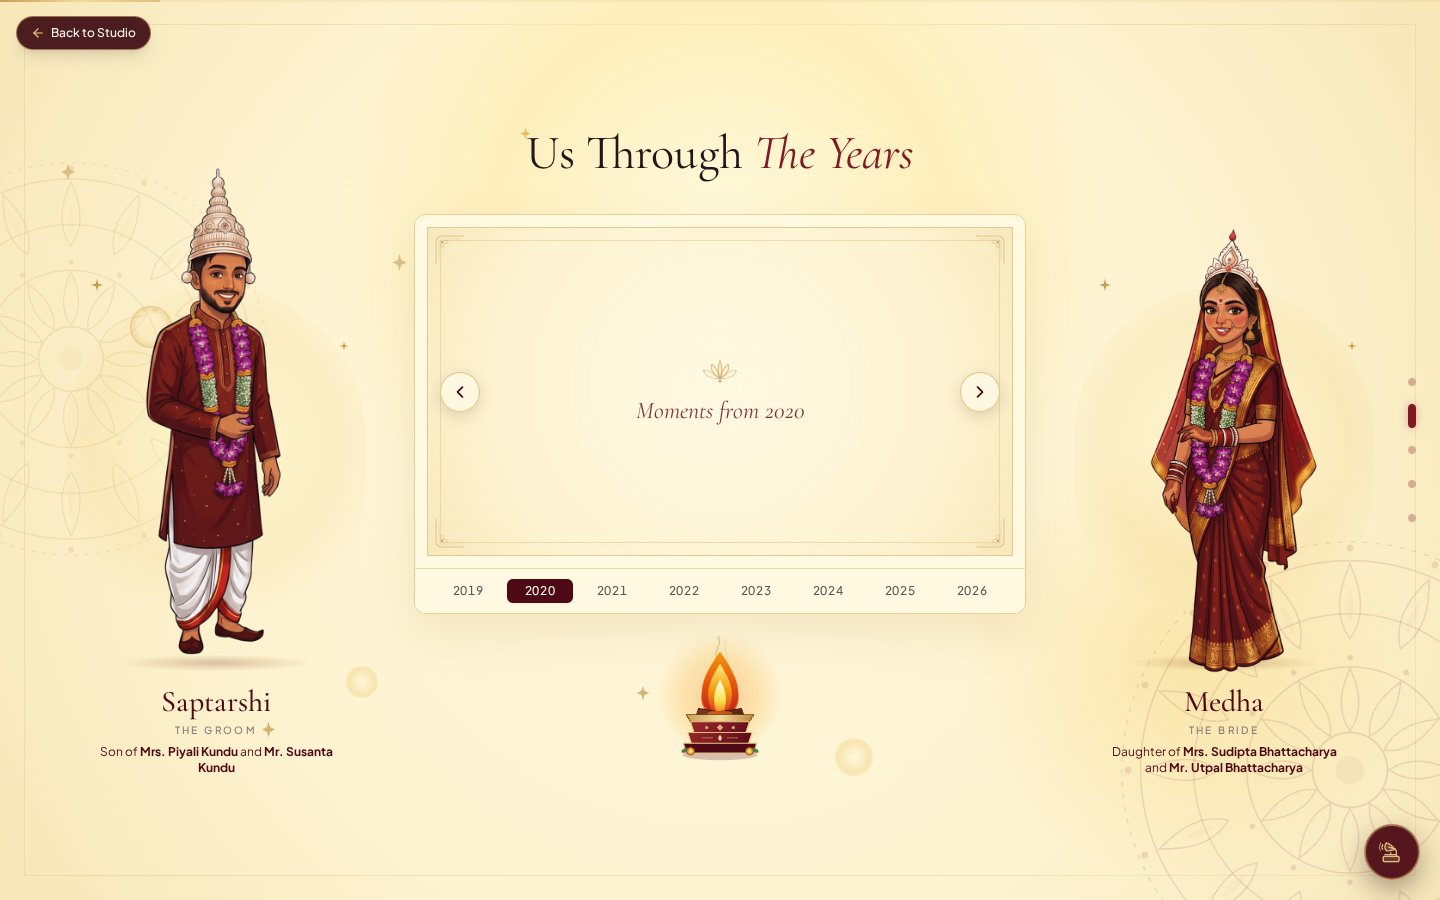 Back to Studio
Us Through The Years
Moments from 2020
2019 2020 2021 2022 2023 2024 2025 2026
Saptarshi
THE GROOM
Son of Mrs. Piyali Kundu and Mr. Susanta
Kundu
Medha
THE BRIDE
Daughter of Mrs. Sudipta Bhattacharya
and Mr. Utpal Bhattacharya